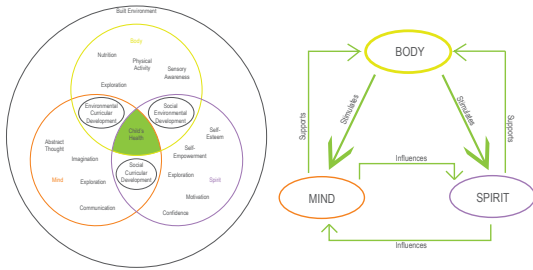 Built Environment
Body
Nutrition
Physical
Activity
Sensory
Awareness
Exploration
Environmental
Curricular
Development
Social
Environmental
Development
Child's
Health
Self-
Esteem
Abstract
Thought
Self-
Empowerment
Imagination
Social
Curricular
Development
Mind
Exploration
Exploration
Spirit
Motivation
Communication
Confidence
BODY
Supports
Stimulates
Stimulates
Supports
Influences
MIND
SPIRIT
Influences